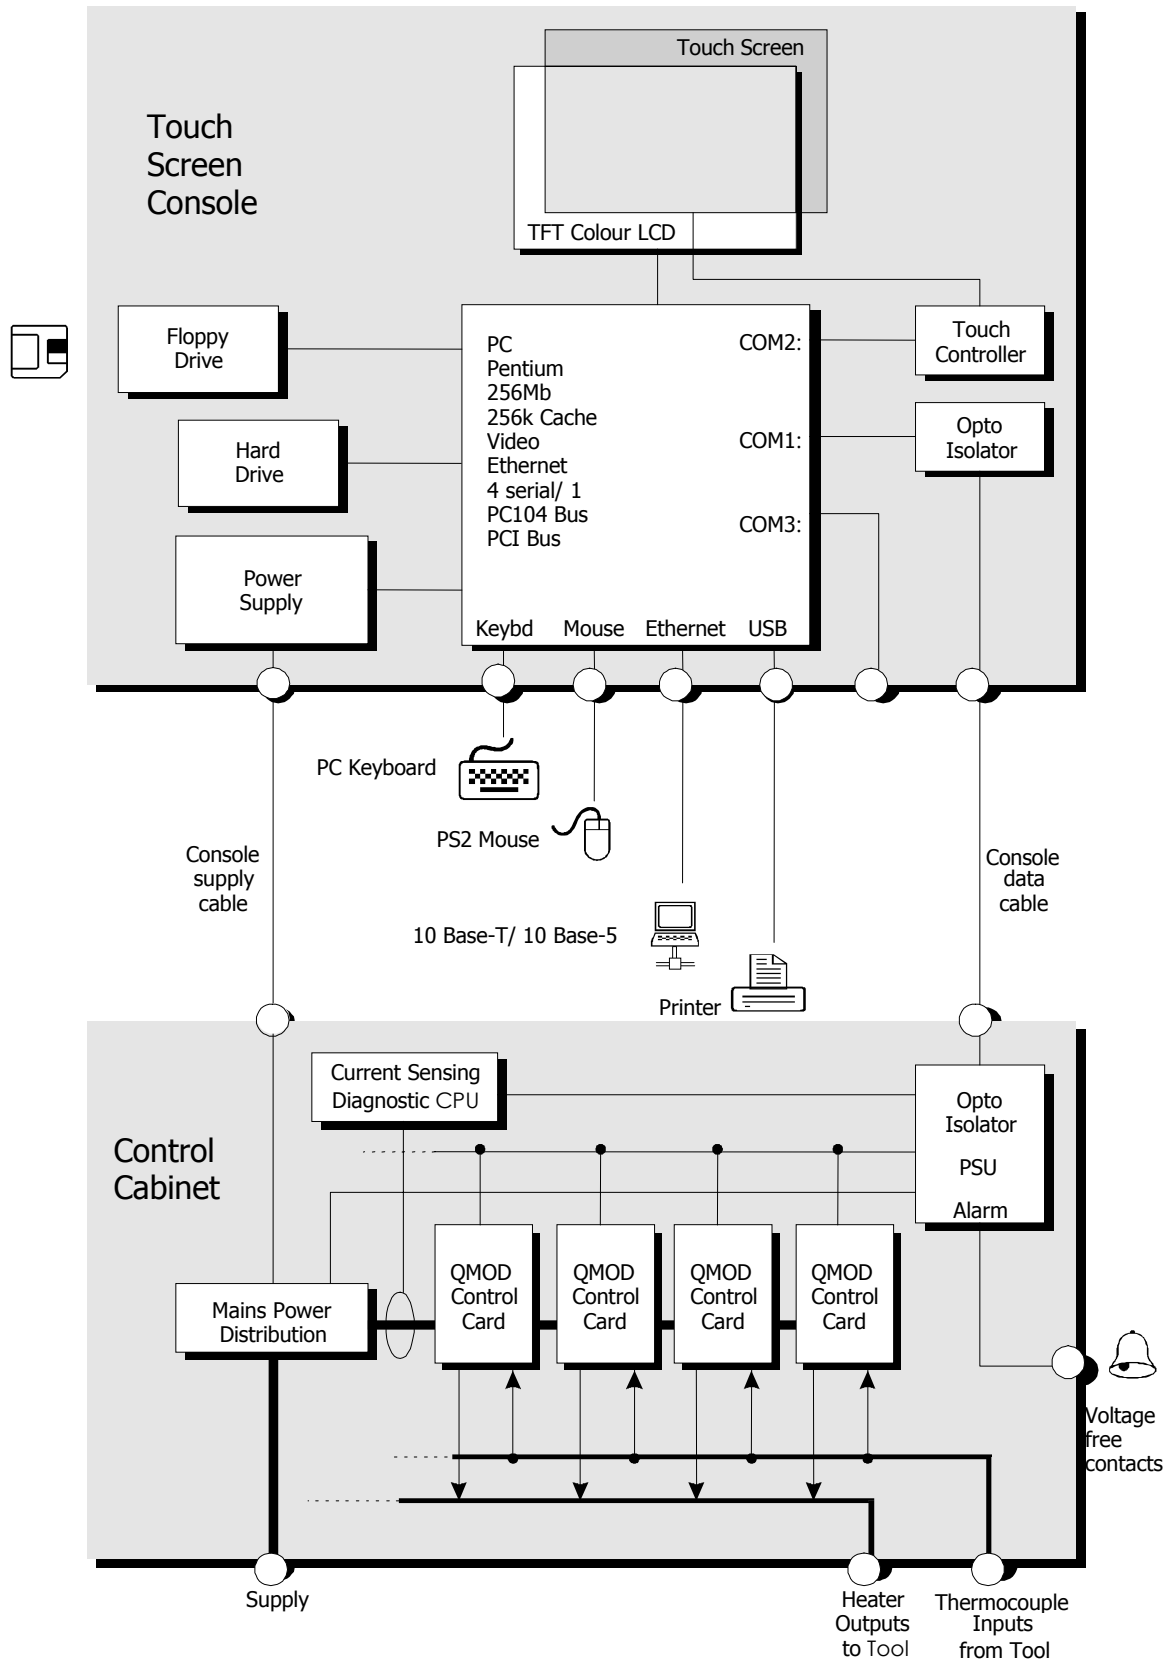 Touch Screen
Touch
Screen
Console
TFT Colour LCD
Floppy
Drive
PC
Pentium
256Mb
256k Cache
Video
Ethernet
4 serial/ 1
PC104 Bus
PCI Bus
COM2:
COM1:
COM3:
Touch
Controller
Opto
Isolator
Hard
Drive
Power
Supply
Keybd
Mouse
Ethernet
USB
PC Keyboard
PS2 Mouse
Console
supply
cable
Console
data
cable
10 Base-T/ 10 Base-5
Printer
Current Sensing
Diagnostic CPU
Opto
Isolator
PSU
Alarm
Control
Cabinet
QMOD
Control
Card
QMOD
Control
Card
QMOD
Control
Card
QMOD
Control
Card
Mains Power
Distribution
Voltage
free
contacts
Supply
Heater
Outputs
to Tool
Thermocouple
Inputs
from Tool